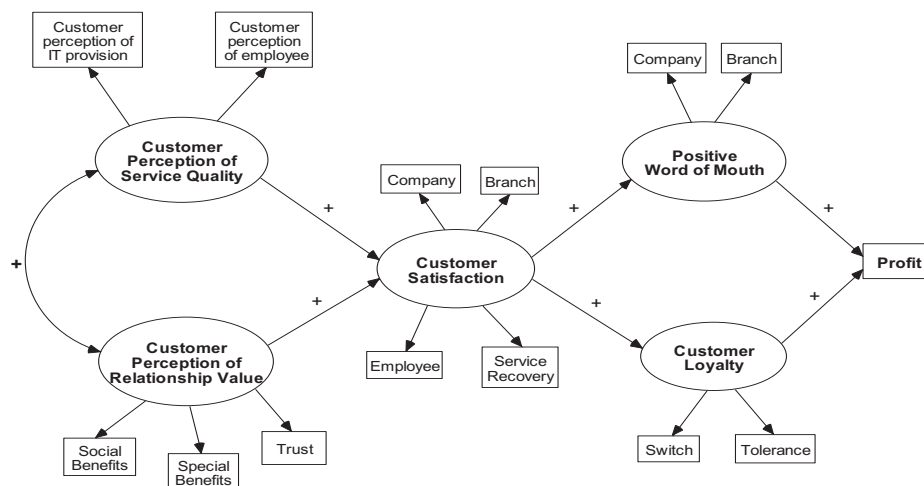 Customer
perception of
IT provision
Customer
perception
of employee
Company
Branch
Customer
Perception of
Service Quality
Positive
Word of Mouth
Company
Branch
+
+
+
+
Customer
Satisfaction
Profit
+
+
+
Customer
Perception of
Relationship Value
Customer
Loyalty
Employee
Service
Recovery
Social
Benefits
Special
Benefits
Trust
Switch
Tolerance